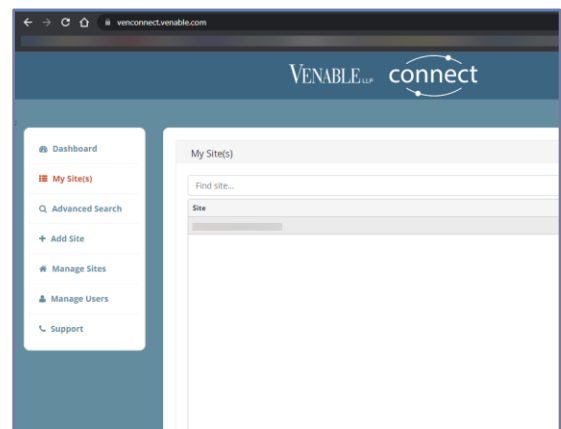 venconnect.venable.com
VENABLE LLP connect
Dashboard
My Site(s)
Advanced Search
Add Site
Manage Sites
Manage Users
Support
My Site(s)
Find site...
Site